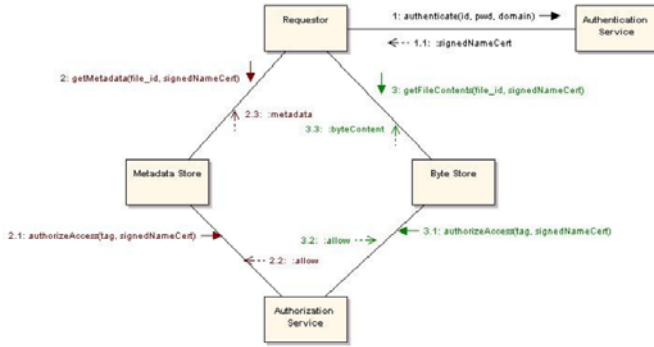 Requestor
1: authenticate(id, pwd, domain)
Authentication
Service
1.1: :signedNameCert
2: getMetadata(file_id, signedNameCert)
3: getFileContents(file_id, signedNameCert)
2.3: :metadata
3.3: :byteContent
Metadata Store
Byte Store
2.1: authorizeAccess(tag, signedNameCert)
3.2: :allow
3.1: authorizeAccess(tag, signedNameCert)
2.2: :allow
Authorization
Service